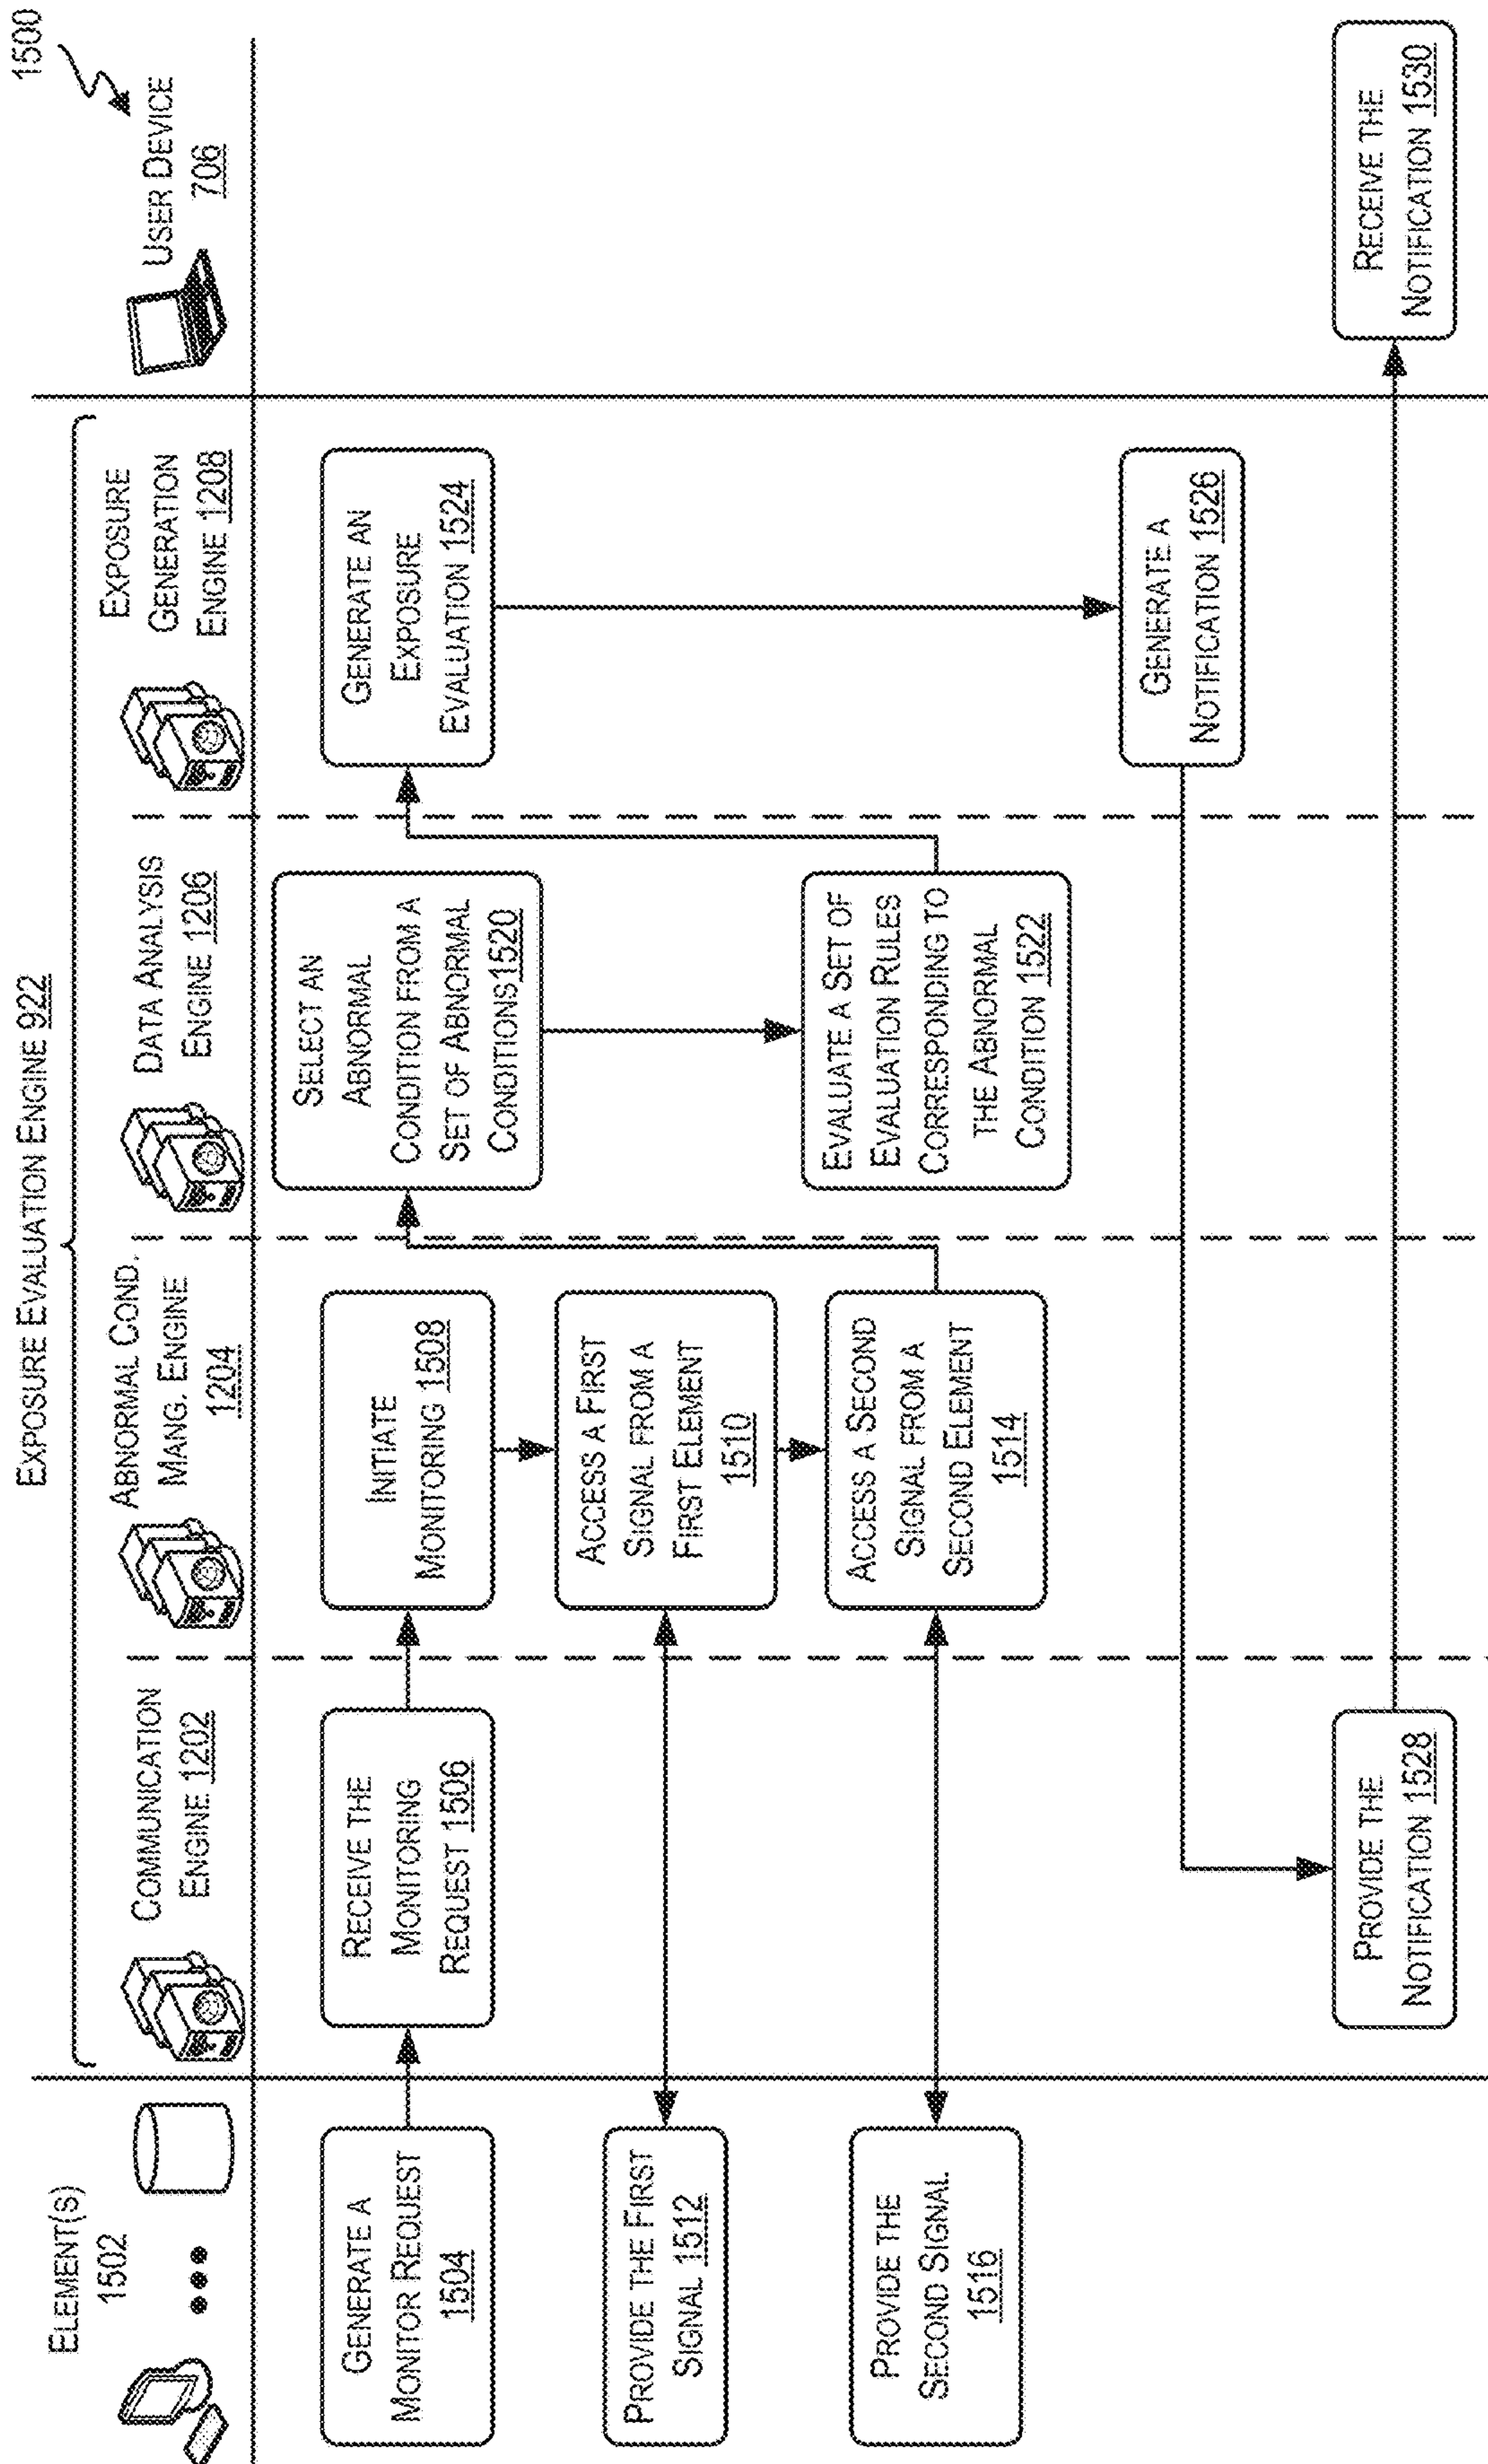 1500
EXPOSURE EVALUATION ENGINE 922
ELEMENT(S)
1502
COMMUNICATION
ENGINE 1202
ABNORMAL COND.
MANG. ENGINE
1204
DATA ANALYSIS
ENGINE 1206
EXPOSURE
GENERATION
ENGINE 1208
USER DEVICE
706
GENERATE A
MONITOR REQUEST
1504
RECEIVE THE
MONITORING
REQUEST 1506
INITIATE
MONITORING 1508
SELECT AN
ABNORMAL
CONDITION FROM A
SET OF ABNORMAL
CONDITIONS1520
GENERATE AN
EXPOSURE
EVALUATION 1524
PROVIDE THE FIRST
SIGNAL 1512
ACCESS A FIRST
SIGNAL FROM A
FIRST ELEMENT
1510
PROVIDE THE
SECOND SIGNAL
1516
ACCESS A SECOND
SIGNAL FROM A
SECOND ELEMENT
1514
EVALUATE A SET OF
EVALUATION RULES
CORRESPONDING TO
THE ABNORMAL
CONDITION 1522
GENERATE A
NOTIFICATION 1526
PROVIDE THE
NOTIFICATION 1528
RECEIVE THE
NOTIFICATION 1530